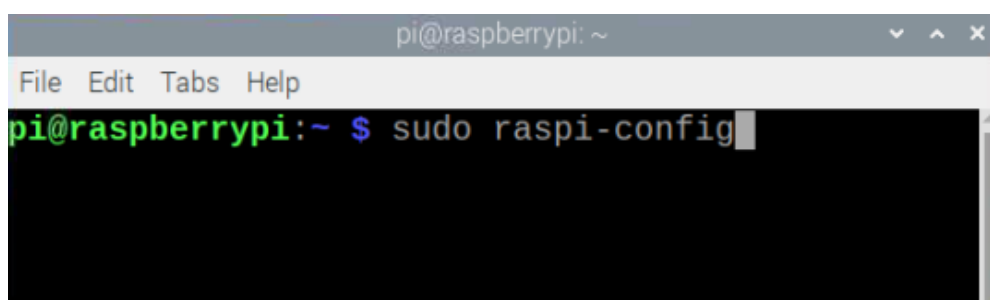 pi@raspberrypi: ~
File Edit Tabs Help
pi@raspberrypi:~ $ sudo raspi-config